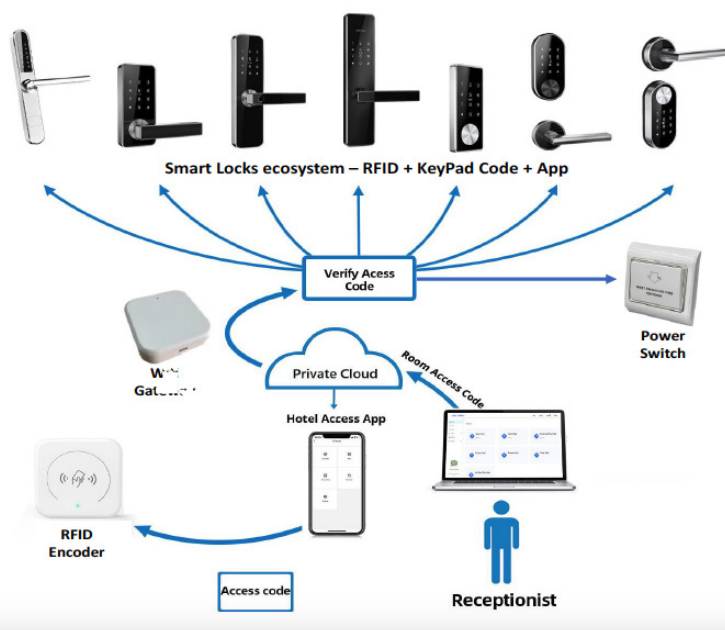 Smart Locks ecosystem – RFID + KeyPad Code + App
Verify Acess
Code
Power
Switch
Private Cloud
Room Access Code
Hotel Access App
RFID
Encoder
Access code
Receptionist